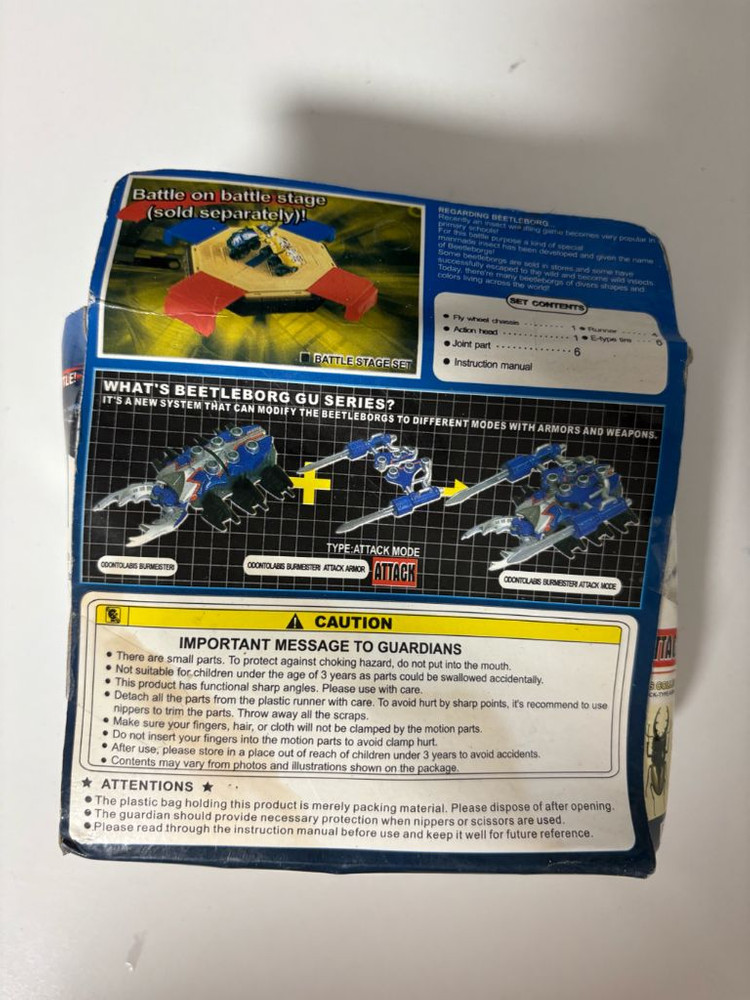 Battle on battle stage
(sold separately)!
BATTLE STAGE SET
REGARDING BEETLEBORG
Recently an insect wrestling game becomes very popular in
primary schools!
For this battle purpose a kind of special
manmade insect has been developed and given the name
of Beetleborg!
Some beetleborgs are sold in stores and some have
successfully escaped to the wild and become wild insects.
Today, there're many beetleborgs of divers shapes and
colors living across the world!
SET CONTENTS
● Fly wheel chassis ......... 1 ● Runner
● Action head ............ 1 ● E-type tire 6
● Joint part ............ 6
● Instruction manual
WHAT'S BEETLEBORG GU SERIES?
IT'S A NEW SYSTEM THAT CAN MODIFY THE BEETLEBORGS TO DIFFERENT MODES WITH ARMORS AND WEAPONS.
TYPE:ATTACK MODE
ODONTOLABIS BURMEISTERI
ODONTOLABIS BURMEISTERI ATTACK ARMOR
ATTACK
ODONTOLABIS BURMEISTERI ATTACK MODE
CAUTION
IMPORTANT MESSAGE TO GUARDIANS
● There are small parts. To protect against choking hazard, do not put into the mouth.
● Not suitable for children under the age of 3 years as parts could be swallowed accidentally.
● This product has functional sharp angles. Please use with care.
● Detach all the parts from the plastic runner with care. To avoid hurt by sharp points, it's recommend to use
nippers to trim the parts. Throw away all the scraps.
● Make sure your fingers, hair, or cloth will not be clamped by the motion parts.
● Do not insert your fingers into the motion parts to avoid clamp hurt.
● After use, please store in a place out of reach of children under 3 years to avoid accidents.
● Contents may vary from photos and illustrations shown on the package.
★ ATTENTIONS ★
● The plastic bag holding this product is merely packing material. Please dispose of after opening.
● The guardian should provide necessary protection when nippers or scissors are used.
● Please read through the instruction manual before use and keep it well for future reference.